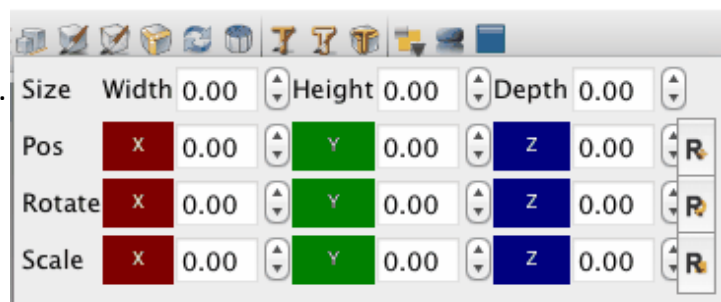 Size Width 0.00 Height 0.00 Depth 0.00
Pos X 0.00 Y 0.00 Z 0.00 R
Rotate X 0.00 Y 0.00 Z 0.00 R
Scale X 0.00 Y 0.00 Z 0.00 R